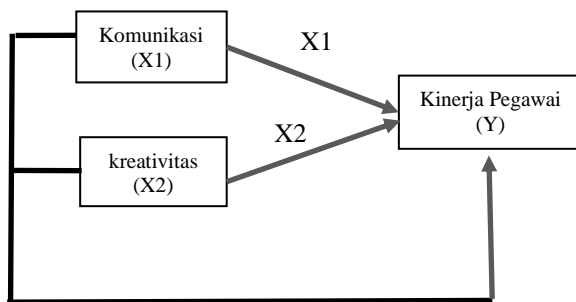 Komunikasi
(X1)
X1
Kinerja Pegawai
(Y)
X2
kreativitas
(X2)